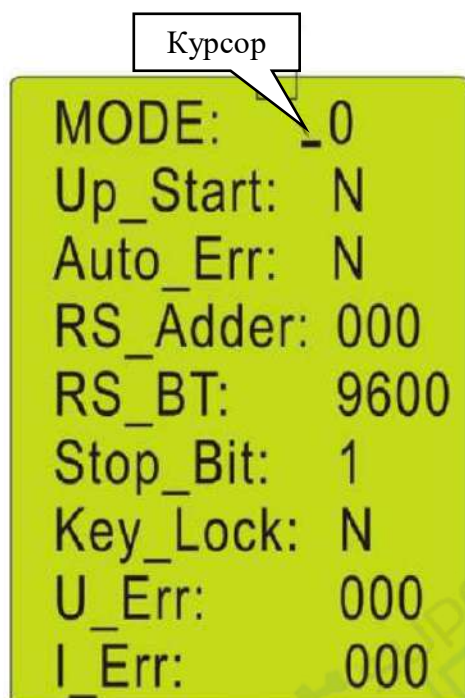 Курсор
MODE: _0
Up_Start: N
Auto_Err: N
RS_Adder: 000
RS_BT: 9600
Stop_Bit: 1
Key_Lock: N
U_Err: 000
I_Err: 000